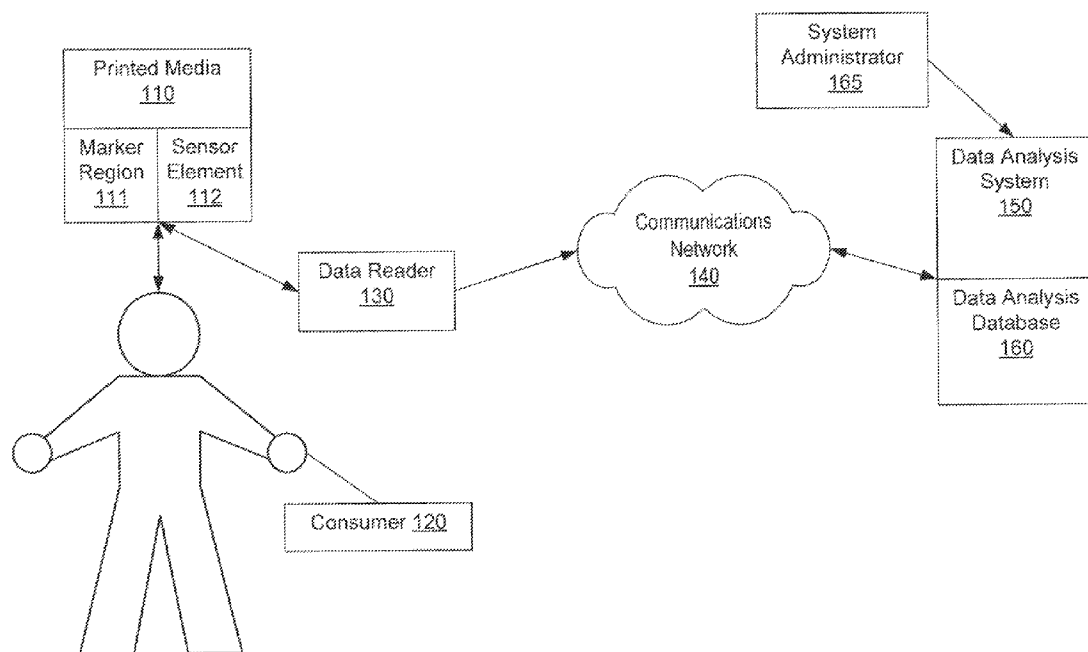 Printed Media
110
Marker
Region
111
Sensor
Element
112
Data Reader
130
Communications
Network
140
System
Administrator
165
Data Analysis
System
150
Data Analysis
Database
160
Consumer 120